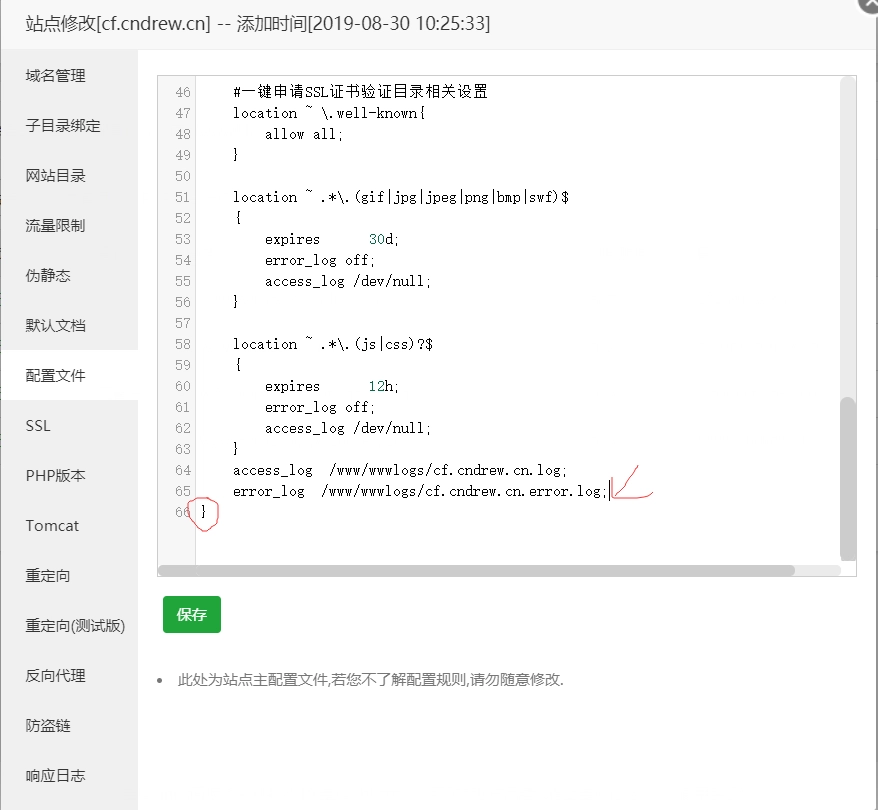 站点修改[cf.cndrew.cn] -- 添加时间[2019-08-30 10:25:33]
域名管理
子目录绑定
网站目录
流量限制
伪静态
默认文档
配置文件
SSL
PHP版本
Tomcat
重定向
重定向(测试版)
反向代理
防盗链
响应日志
46 #一键申请SSL证书验证目录相关设置
47 location ~ \.well-known{
48 allow all;
49 }
50
51 location ~ .*\.(gif|jpg|jpeg|png|bmp|swf)$
52 {
53 expires      30d;
54 error_log off;
55 access_log /dev/null;
56 }
57
58 location ~ .*\.(js|css)?$
59 {
60 expires      12h;
61 error_log off;
62 access_log /dev/null;
63 }
64 access_log  /www/wwwlogs/cf.cndrew.cn.log;
65 error_log  /www/wwwlogs/cf.cndrew.cn.error.log;
66 }
保存
• 此处为站点主配置文件,若您不了解配置规则,请勿随意修改.